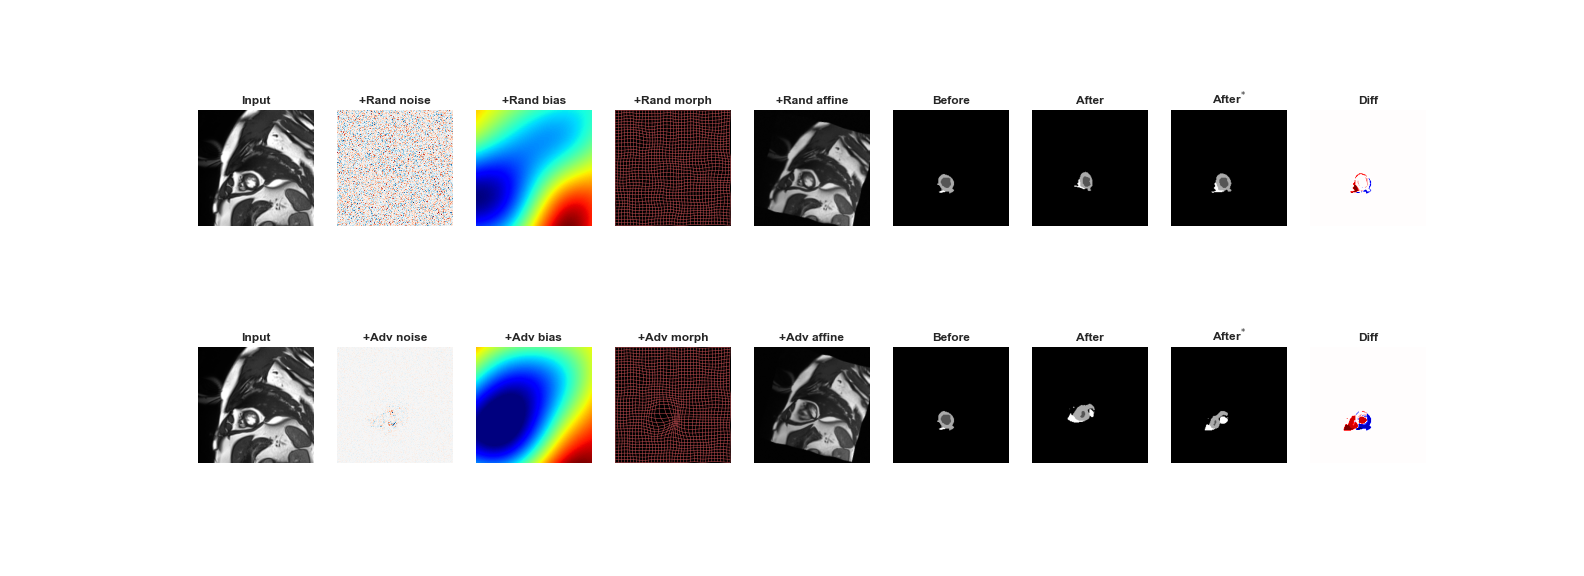 Input +Rand noise +Rand bias +Rand morph +Rand affine Before After After* Diff
Input +Adv noise +Adv bias +Adv morph +Adv affine Before After After* Diff